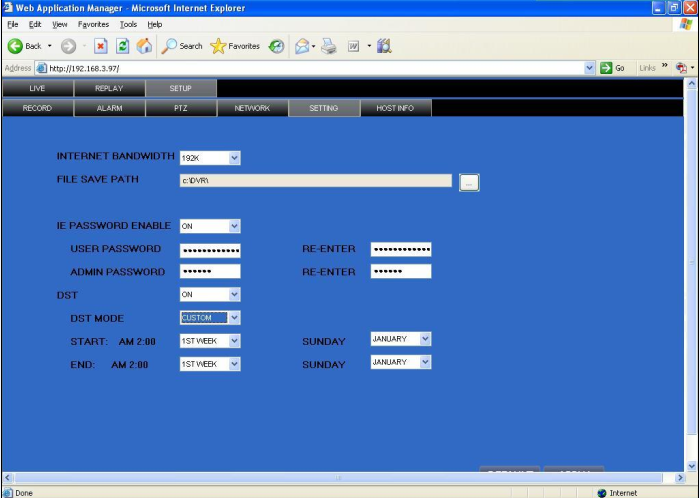 Web Application Manager - Microsoft Internet Explorer
File Edit View Favorites Tools Help
Back Search Favorites
Address http://192.168.3.97/ Go Links »
LIVE REPLAY SETUP
RECORD ALARM PTZ NETWORK SETTING HOST INFO
INTERNET BANDWIDTH 192K
FILE SAVE PATH c:\DVR\ ...
IE PASSWORD ENABLE ON
USER PASSWORD •••••••••••• RE-ENTER ••••••••••••
ADMIN PASSWORD •••••• RE-ENTER ••••••
DST ON
DST MODE CUSTOM
START: AM 2:00 1ST WEEK SUNDAY JANUARY
END: AM 2:00 1ST WEEK SUNDAY JANUARY
Done Internet